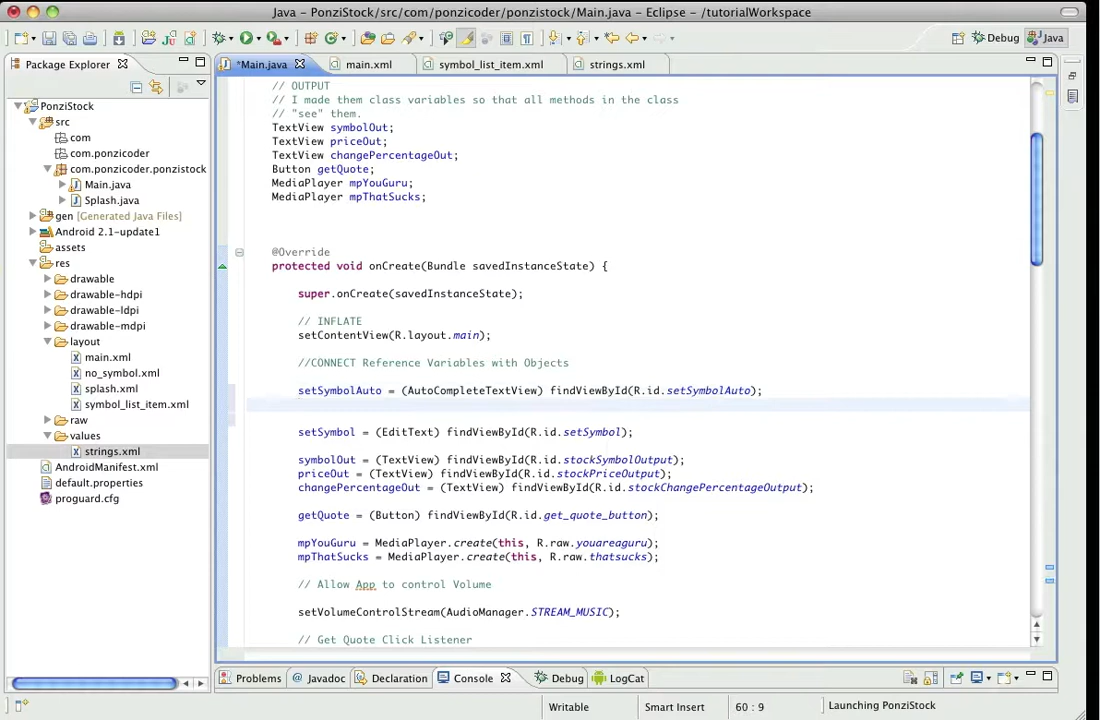 Java - PonziStock/src/com/ponzicoder/ponzistock/Main.java - Eclipse - /tutorialWorkspace
Debug Java
Package Explorer
*Main.java main.xml symbol_list_item.xml strings.xml
PonziStock
src
com
com.ponzicoder
com.ponzicoder.ponzistock
Main.java
Splash.java
gen [Generated Java Files]
Android 2.1-update1
assets
res
drawable
drawable-hdpi
drawable-ldpi
drawable-mdpi
layout
main.xml
no_symbol.xml
splash.xml
symbol_list_item.xml
raw
values
strings.xml
AndroidManifest.xml
default.properties
proguard.cfg
// OUTPUT
// I made them class variables so that all methods in the class
// "see" them.
TextView symbolOut;
TextView priceOut;
TextView changePercentageOut;
Button getQuote;
MediaPlayer mpYouGuru;
MediaPlayer mpThatSucks;
@Override
protected void onCreate(Bundle savedInstanceState) {
super.onCreate(savedInstanceState);
// INFLATE
setContentView(R.layout.main);
//CONNECT Reference Variables with Objects
setSymbolAuto = (AutoCompleteTextView) findViewById(R.id.setSymbolAuto);
setSymbol = (EditText) findViewById(R.id.setSymbol);
symbolOut = (TextView) findViewById(R.id.stockSymbolOutput);
priceOut = (TextView) findViewById(R.id.stockPriceOutput);
changePercentageOut = (TextView) findViewById(R.id.stockChangePercentageOutput);
getQuote = (Button) findViewById(R.id.get_quote_button);
mpYouGuru = MediaPlayer.create(this, R.raw.youareaguru);
mpThatSucks = MediaPlayer.create(this, R.raw.thatsucks);
// Allow App to control Volume
setVolumeControlStream(AudioManager.STREAM_MUSIC);
// Get Quote Click Listener
Problems Javadoc Declaration Console Debug LogCat
Writable Smart Insert 60 : 9 Launching PonziStock